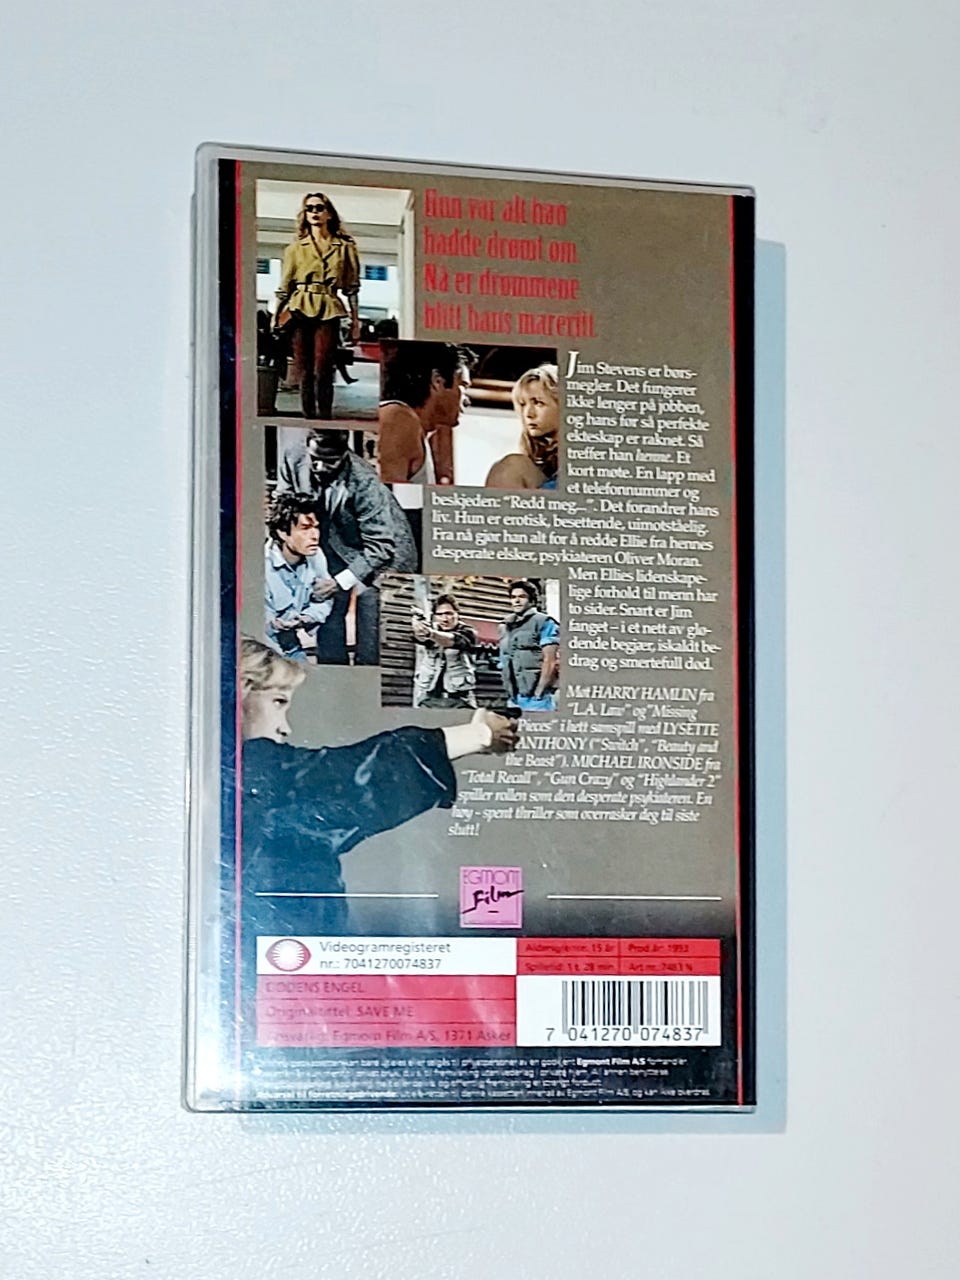 Hun var alt han
hadde drømt om.
Nå er drømmene
blitt hans mareritt.
Jim Stevens er børs-
megler. Det fungerer
ikke lenger på jobben,
og hans før så perfekte
ekteskap er raknet. Så
treffer han henne. Et
kort møte. En lapp med
et telefonnummer og
beskjeden: "Redd meg...". Det forandrer hans
liv. Hun er erotisk, besettende, uimotståelig.
Fra nå gjør han alt for å redde Ellie fra hennes
desperate elsker, psykiateren Oliver Moran.
Men Ellies lidenskape-
lige forhold til menn har
to sider. Snart er Jim
fanget – i et nett av glø-
dende begjær, iskaldt be-
drag og smertefull død.
Møt HARRY HAMLIN fra
"L.A. Law" og "Missing
Pieces" i hett samspill med LYSETTE
ANTHONY ("Switch", "Beauty and
the Beast"). MICHAEL IRONSIDE fra
"Total Recall", "Gun Crazy" og "Highlander 2"
spiller rollen som den desperate psykiateren. En
høy - spent thriller som overrasker deg til siste
slutt!
EGMONT
Film
Videogramregisteret
nr.: 7041270074837
Aldersgrense: 15 år Prod.år: 1993
Spilletid: 1 t. 28 min. Art.nr.: 7483 N
DØDENS ENGEL
Originaltittel: SAVE ME
Ansvarlig: Egmont Film A/S, 1371 Asker
7 041270 074837
Egmont Film A/S